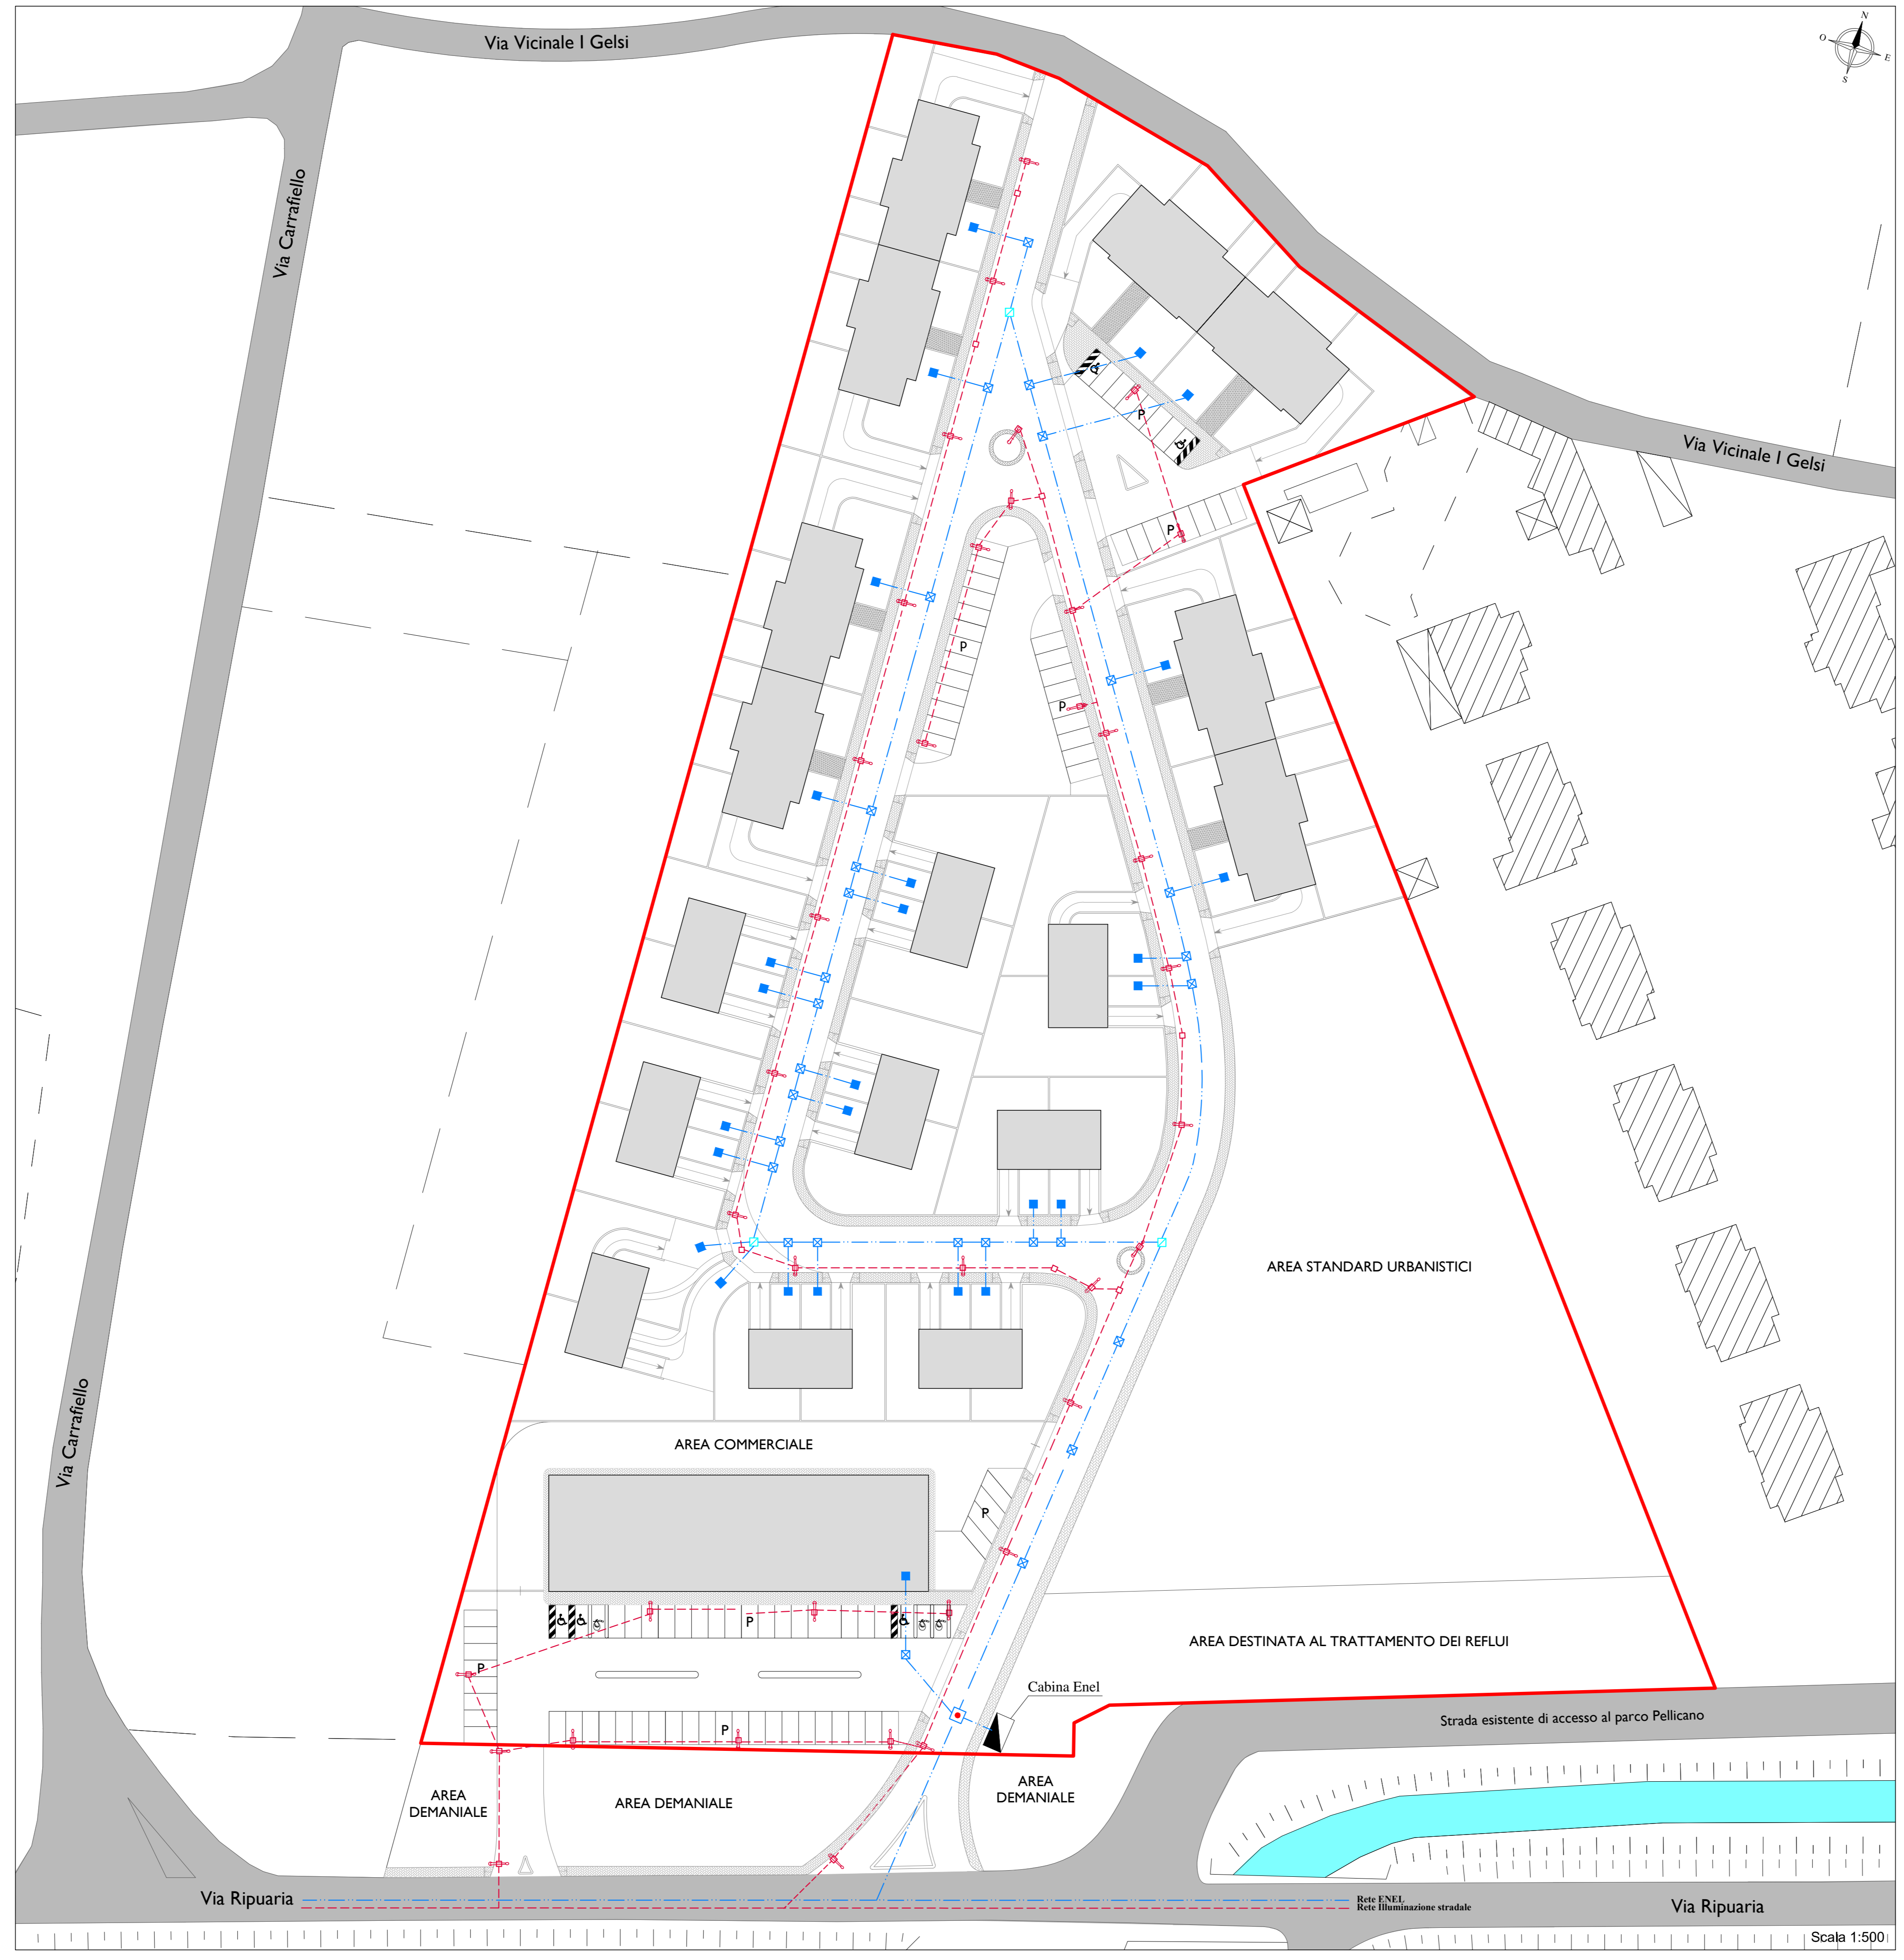 Via Vicinale I Gelsi
N
O
E
S
Via Carrafiello
P
Via Vicinale I Gelsi
P
P
P
AREA STANDARD URBANISTICI
Via Carrafiello
AREA COMMERCIALE
P
P
AREA DESTINATA AL TRATTAMENTO DEI REFLUI
P
Cabina Enel
P
Strada esistente di accesso al parco Pellicano
AREA
DEMANIALE
AREA DEMANIALE
AREA
DEMANIALE
Via Ripuaria
Rete ENEL
Rete Illuminazione stradale
Via Ripuaria
Scala 1:500